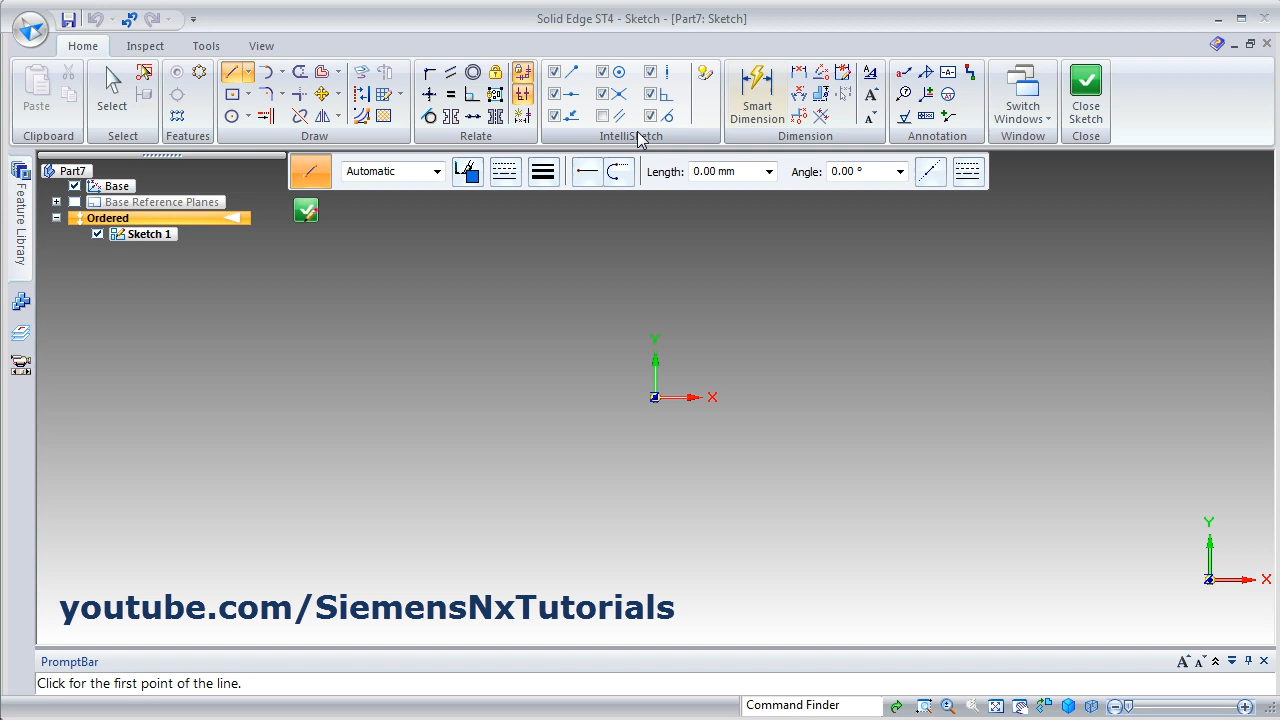 Solid Edge ST4 - Sketch - [Part7: Sketch]
Home Inspect Tools View
Paste
Select
Smart Dimension
Switch Windows
Close Sketch
Clipboard Select Features Draw Relate IntelliSketch Dimension Annotation Window Close
Automatic Length: 0.00 mm Angle: 0.00 °
Feature Library
Part7
Base
Base Reference Planes
Ordered
Sketch 1
Y
X
Y
X
youtube.com/SiemensNxTutorials
PromptBar
Click for the first point of the line.
Command Finder